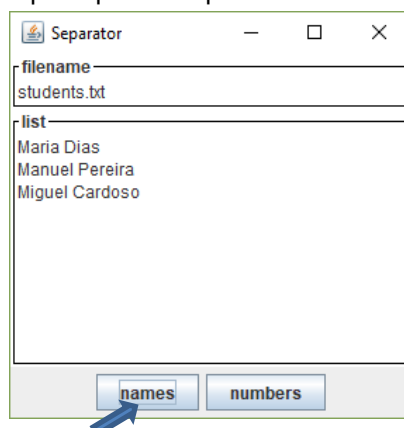 Separator
filename
students.txt
list
Maria Dias
Manuel Pereira
Miguel Cardoso
names numbers